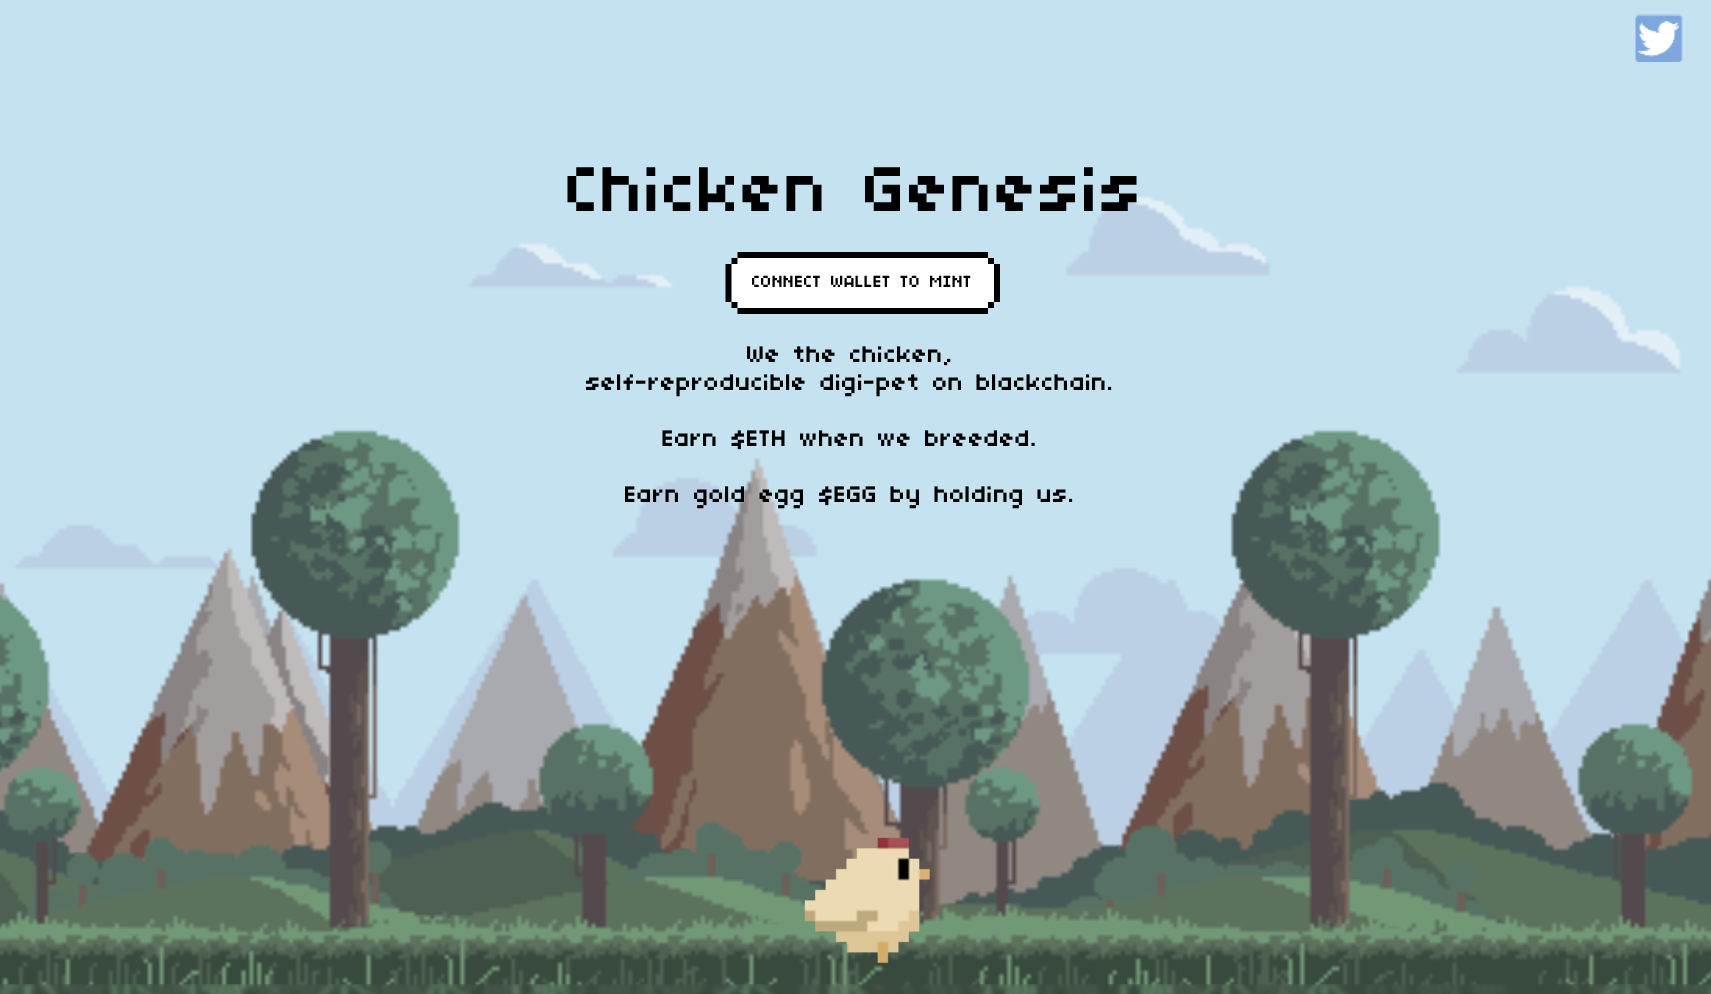 Chicken Genesis
CONNECT WALLET TO MINT
We the chicken,
self-reproducible digi-pet on blackchain.
Earn $ETH when we breeded.
Earn gold egg $EGG by holding us.